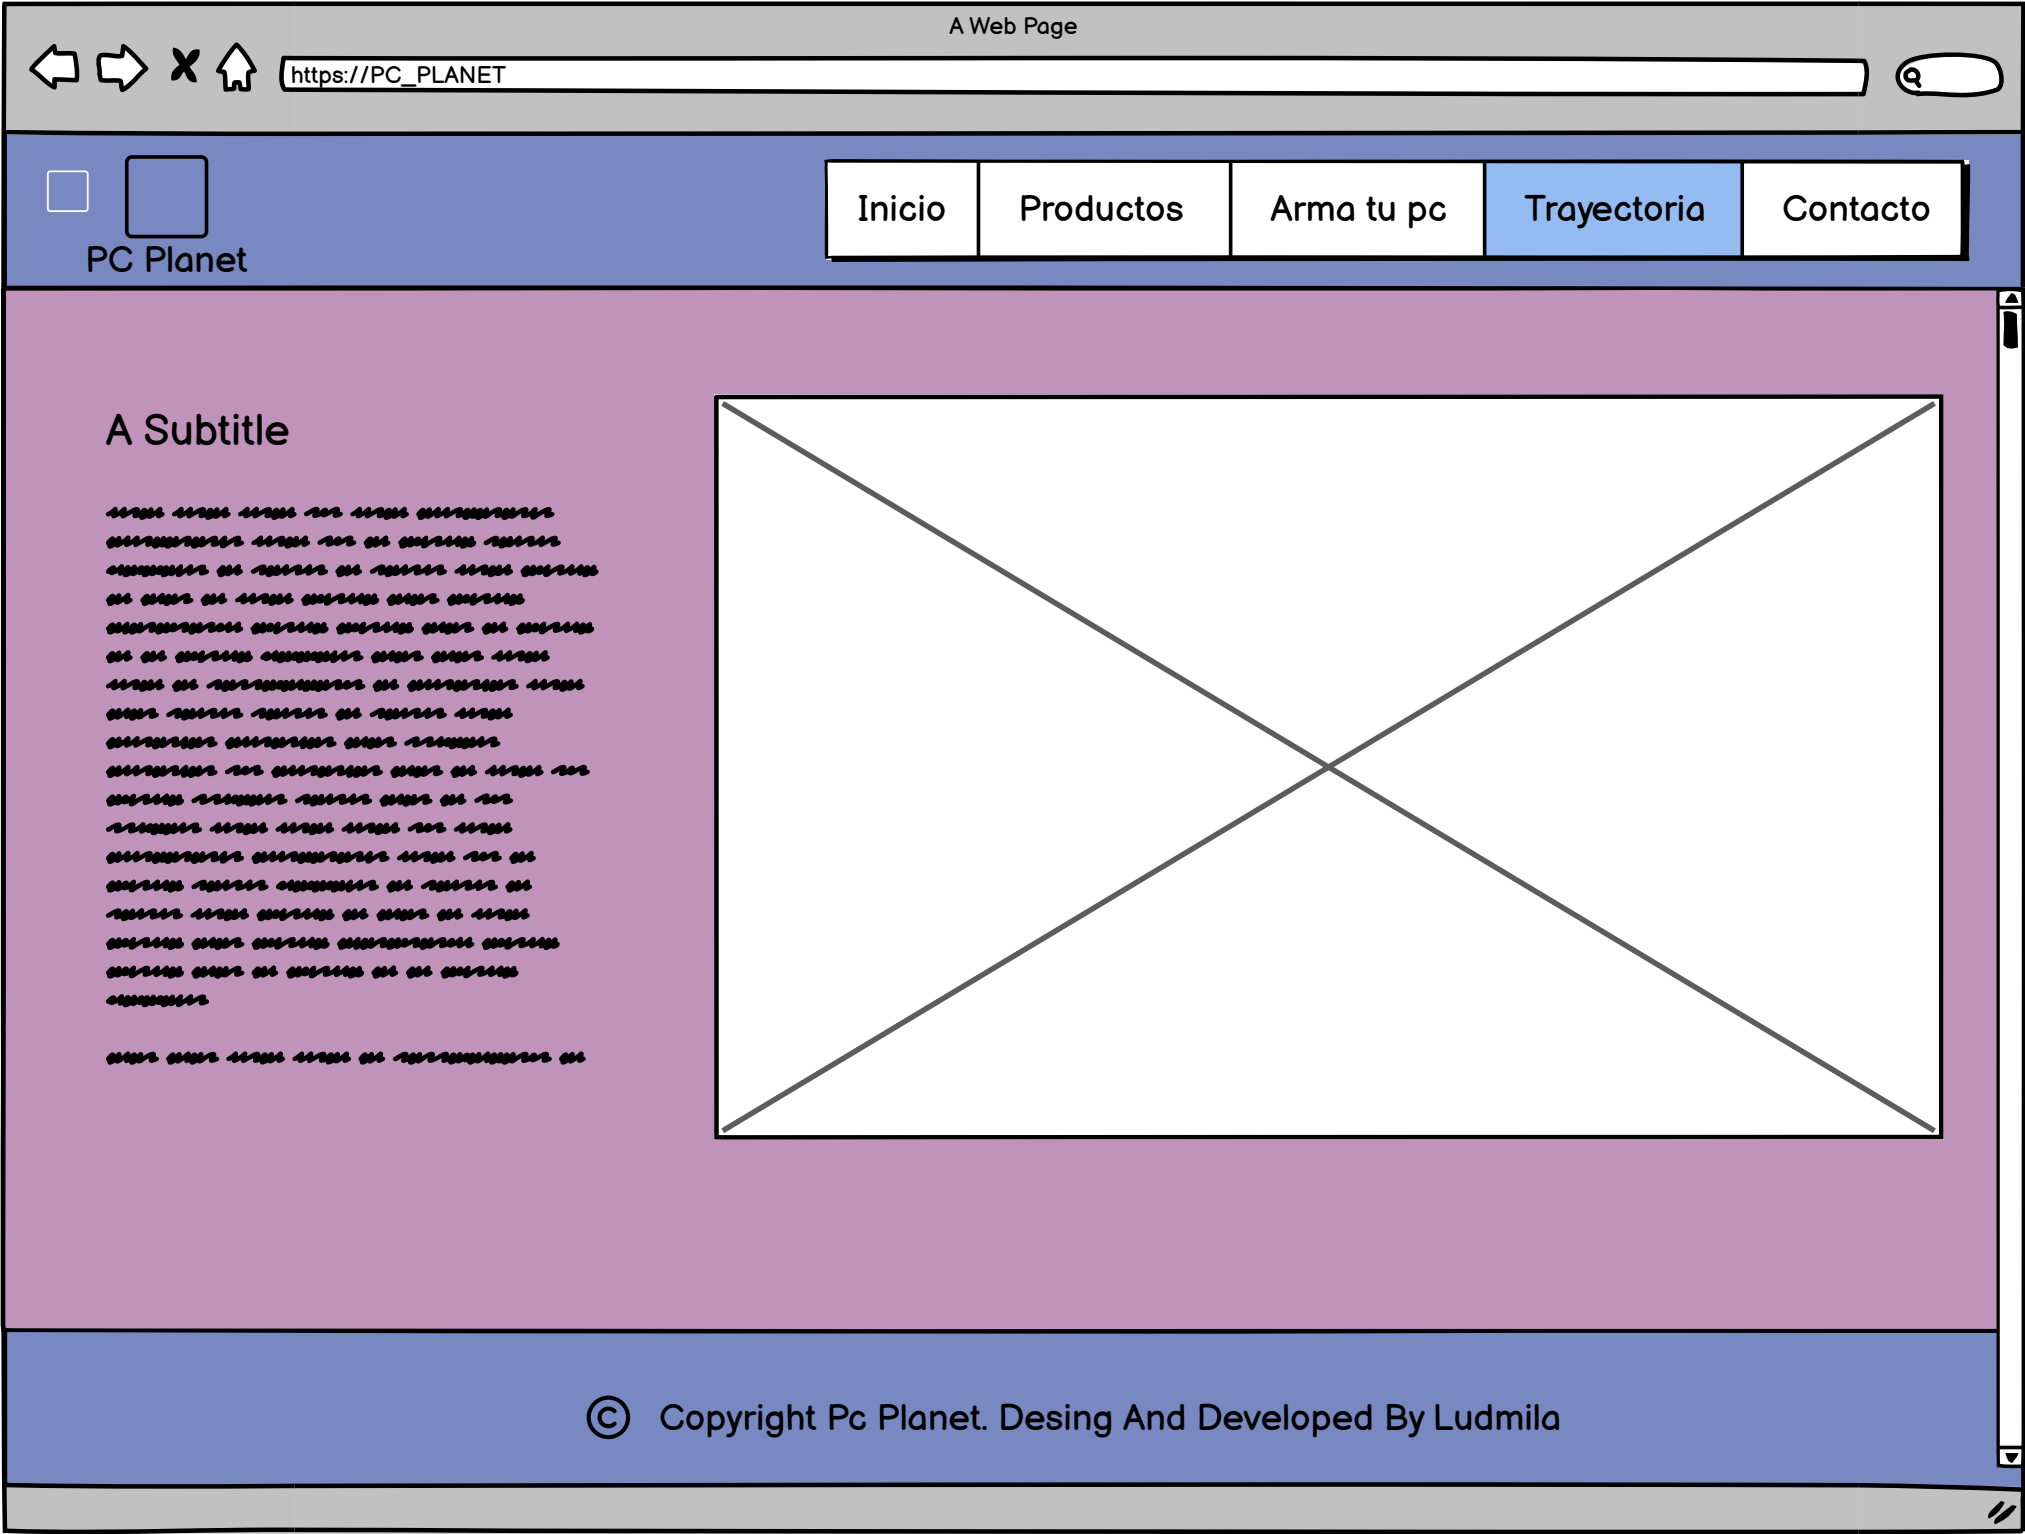 A Web Page
https://PC_PLANET
Inicio Productos Arma tu pc Trayectoria Contacto
PC Planet
A Subtitle
© Copyright Pc Planet. Desing And Developed By Ludmila